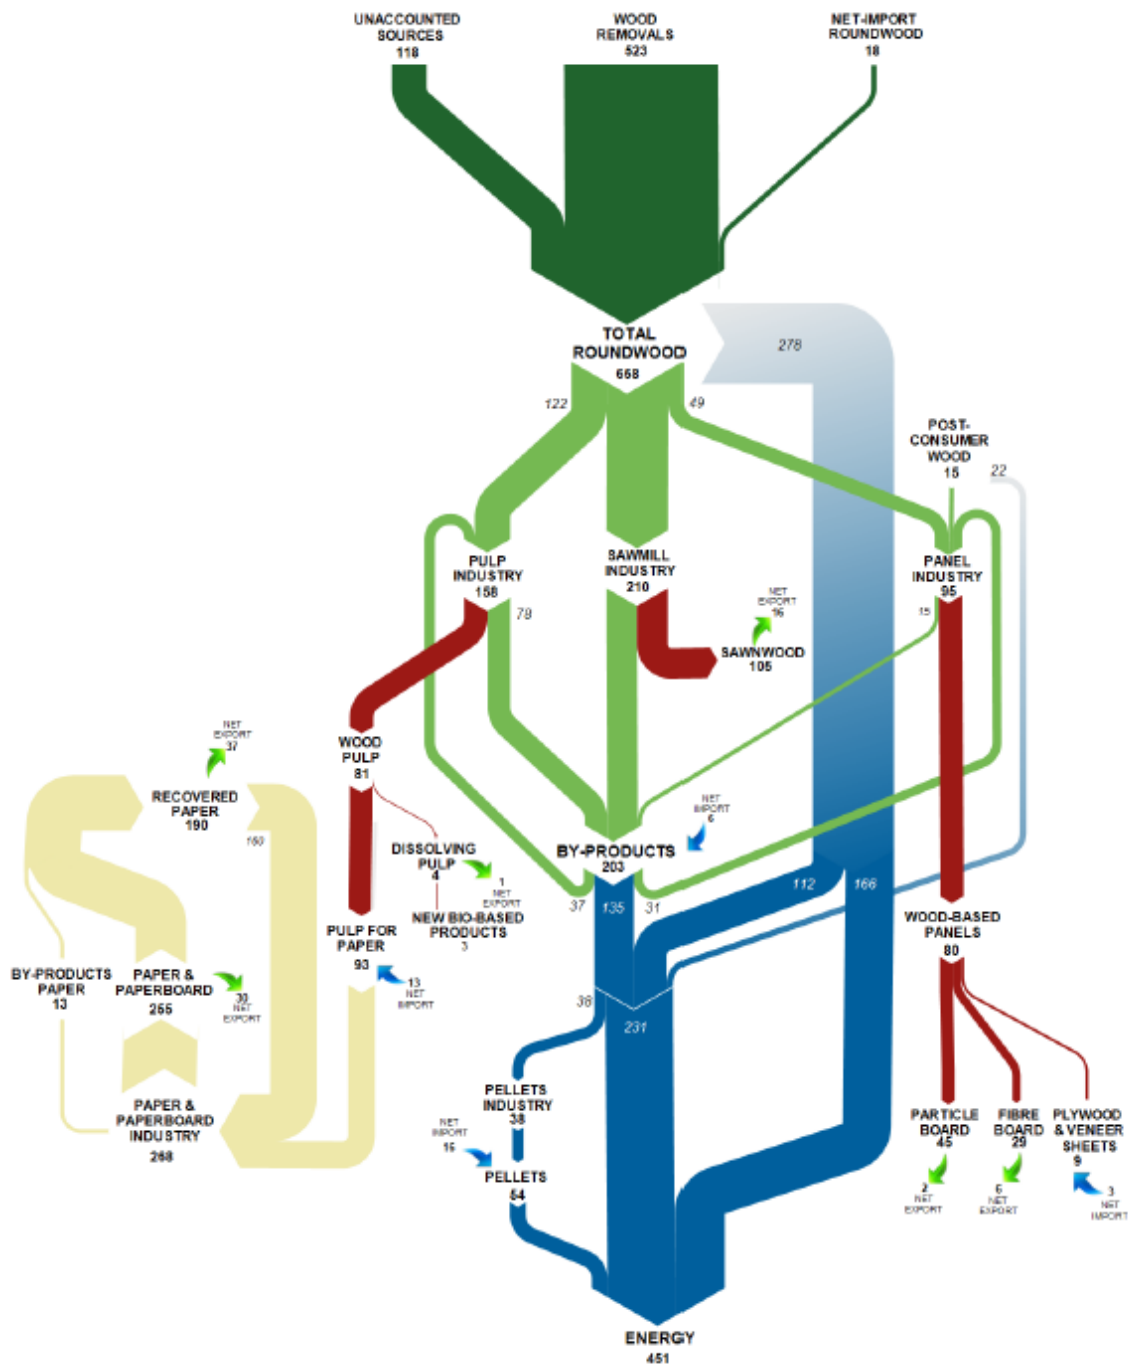 UNACCOUNTED
SOURCES
118
WOOD
REMOVALS
523
NET-IMPORT
ROUNDWOOD
18
TOTAL
ROUNDWOOD
668
278
122
49
POST-
CONSUMER
WOOD
15
22
PULP
INDUSTRY
158
SAWMILL
INDUSTRY
210
PANEL
INDUSTRY
95
78
NET
EXPORT
16
15
SAWNWOOD
105
NET
EXPORT
37
WOOD
PULP
81
RECOVERED
PAPER
190
160
NET
IMPORT
6
DISSOLVING
PULP
4
BY-PRODUCTS
203
1
NET
EXPORT
112
166
37
135
31
NEW BIO-BASED
PRODUCTS
3
PULP FOR
PAPER
93
WOOD-BASED
PANELS
80
BY-PRODUCTS
PAPER
13
PAPER &
PAPERBOARD
255
30
NET
EXPORT
13
NET
IMPORT
38
231
PELLETS
INDUSTRY
38
PAPER &
PAPERBOARD
INDUSTRY
268
NET
IMPORT
16
PELLETS
54
PARTICLE
BOARD
45
FIBRE
BOARD
29
PLYWOOD
& VENEER
SHEETS
9
2
NET
EXPORT
6
NET
EXPORT
3
NET
IMPORT
ENERGY
451